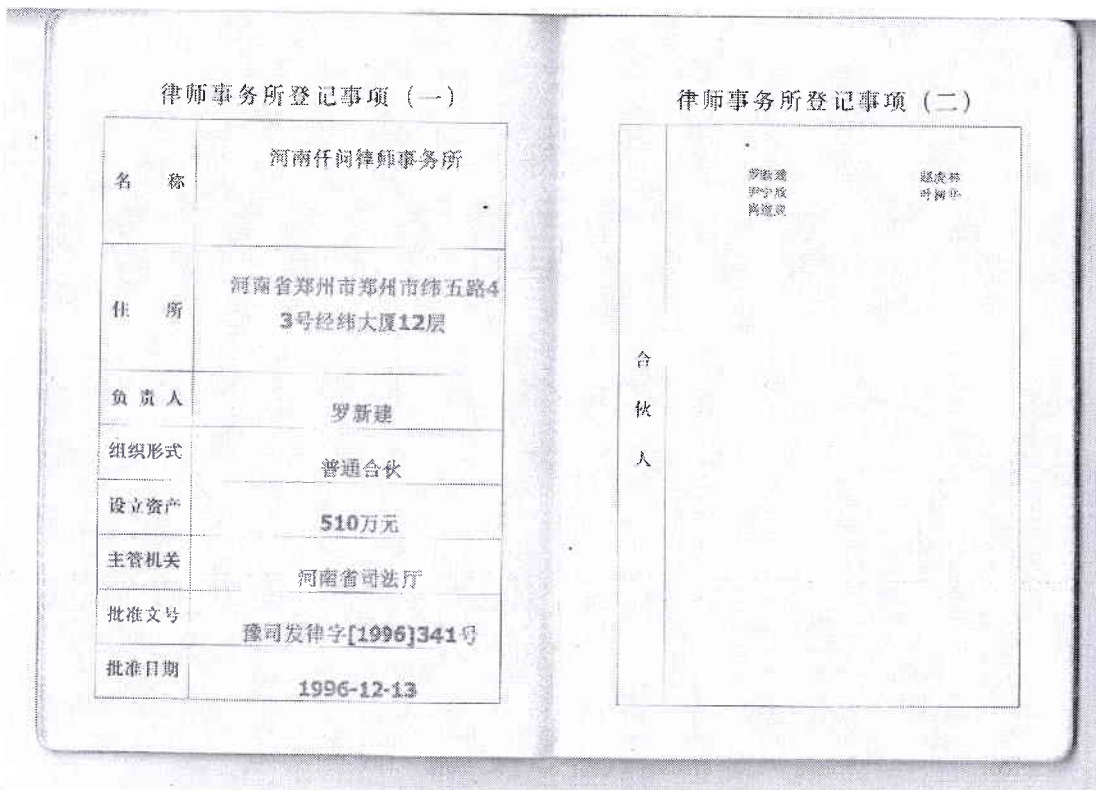 律师事务所登记事项（一）
名 称
河南仟问律师事务所
住 所
河南省郑州市郑州市纬五路4
3号经纬大厦12层
负责人
罗新建
组织形式
普通合伙
设立资产
510万元
主管机关
河南省司法厅
批准文号
豫司发律字[1996]341号
批准日期
1996-12-13
律师事务所登记事项（二）
合
伙
人
罗新建